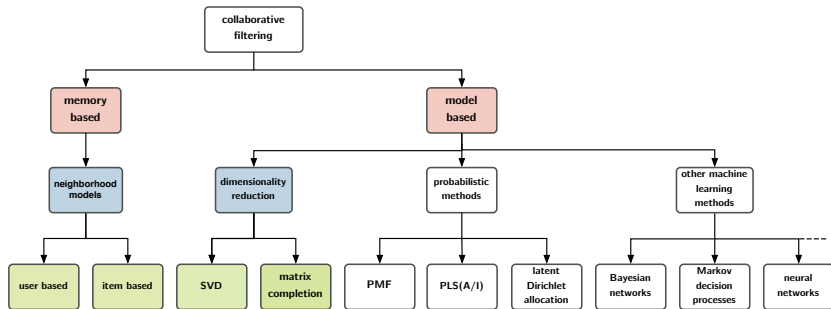 collaborative
filtering
memory
based
model
based
neighborhood
models
dimensionality
reduction
probabilistic
methods
other machine
learning
methods
user based
item based
SVD
matrix
completion
PMF
PLS(A/I)
latent
Dirichlet
allocation
Bayesian
networks
Markov
decision
processes
neural
networks